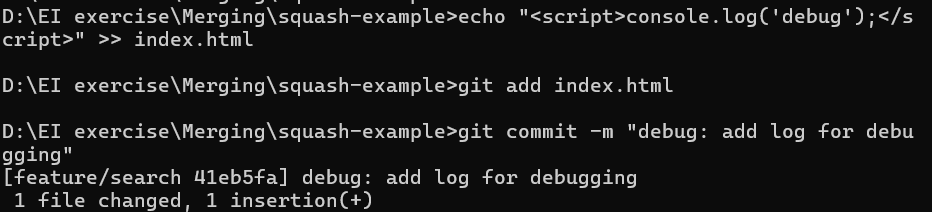 D:\EI exercise\Merging\squash-example>echo "<script>console.log('debug');</s
cript>" >> index.html
D:\EI exercise\Merging\squash-example>git add index.html
D:\EI exercise\Merging\squash-example>git commit -m "debug: add log for debu
gging"
[feature/search 41eb5fa] debug: add log for debugging
 1 file changed, 1 insertion(+)